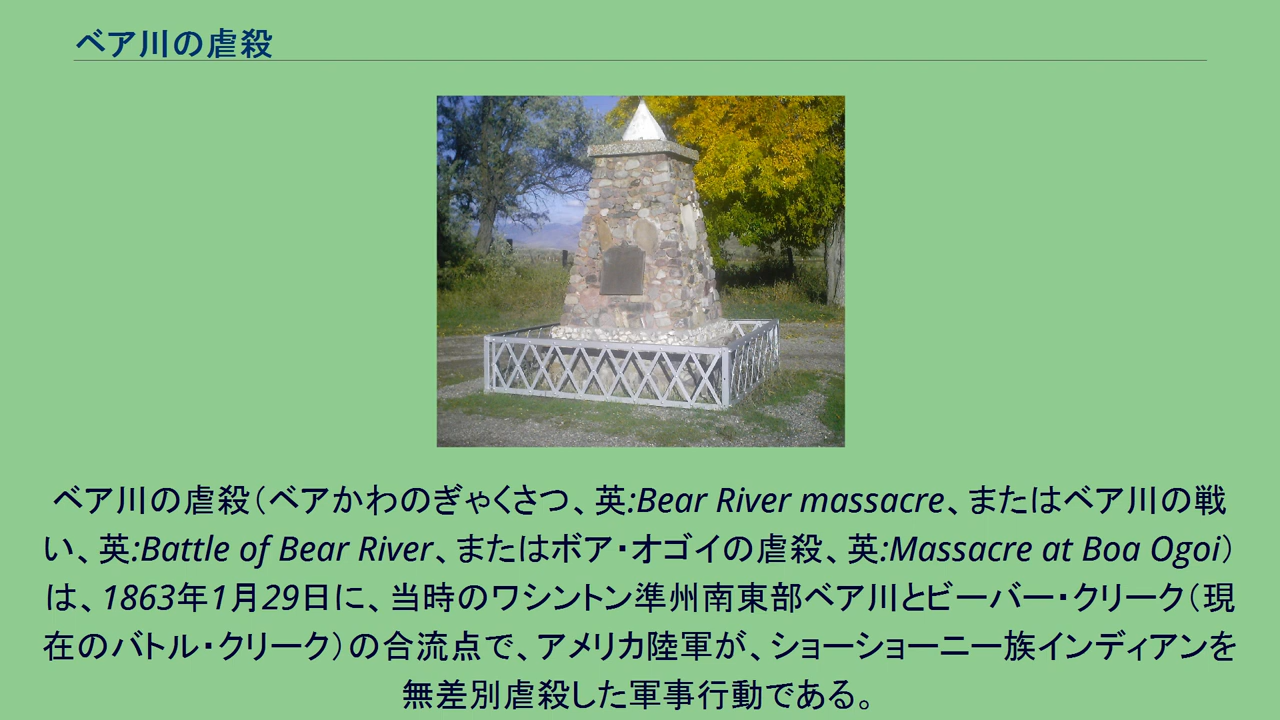 ベア川の虐殺
ベア川の虐殺（ベアかわのぎゃくさつ、英:Bear River massacre、またはベア川の戦
い、英:Battle of Bear River、またはボア・オゴイの虐殺、英:Massacre at Boa Ogoi）
は、1863年1月29日に、当時のワシントン準州南東部ベア川とビーバー・クリーク（現
在のバトル・クリーク）の合流点で、アメリカ陸軍が、ショーショーニー族インディアンを
無差別虐殺した軍事行動である。